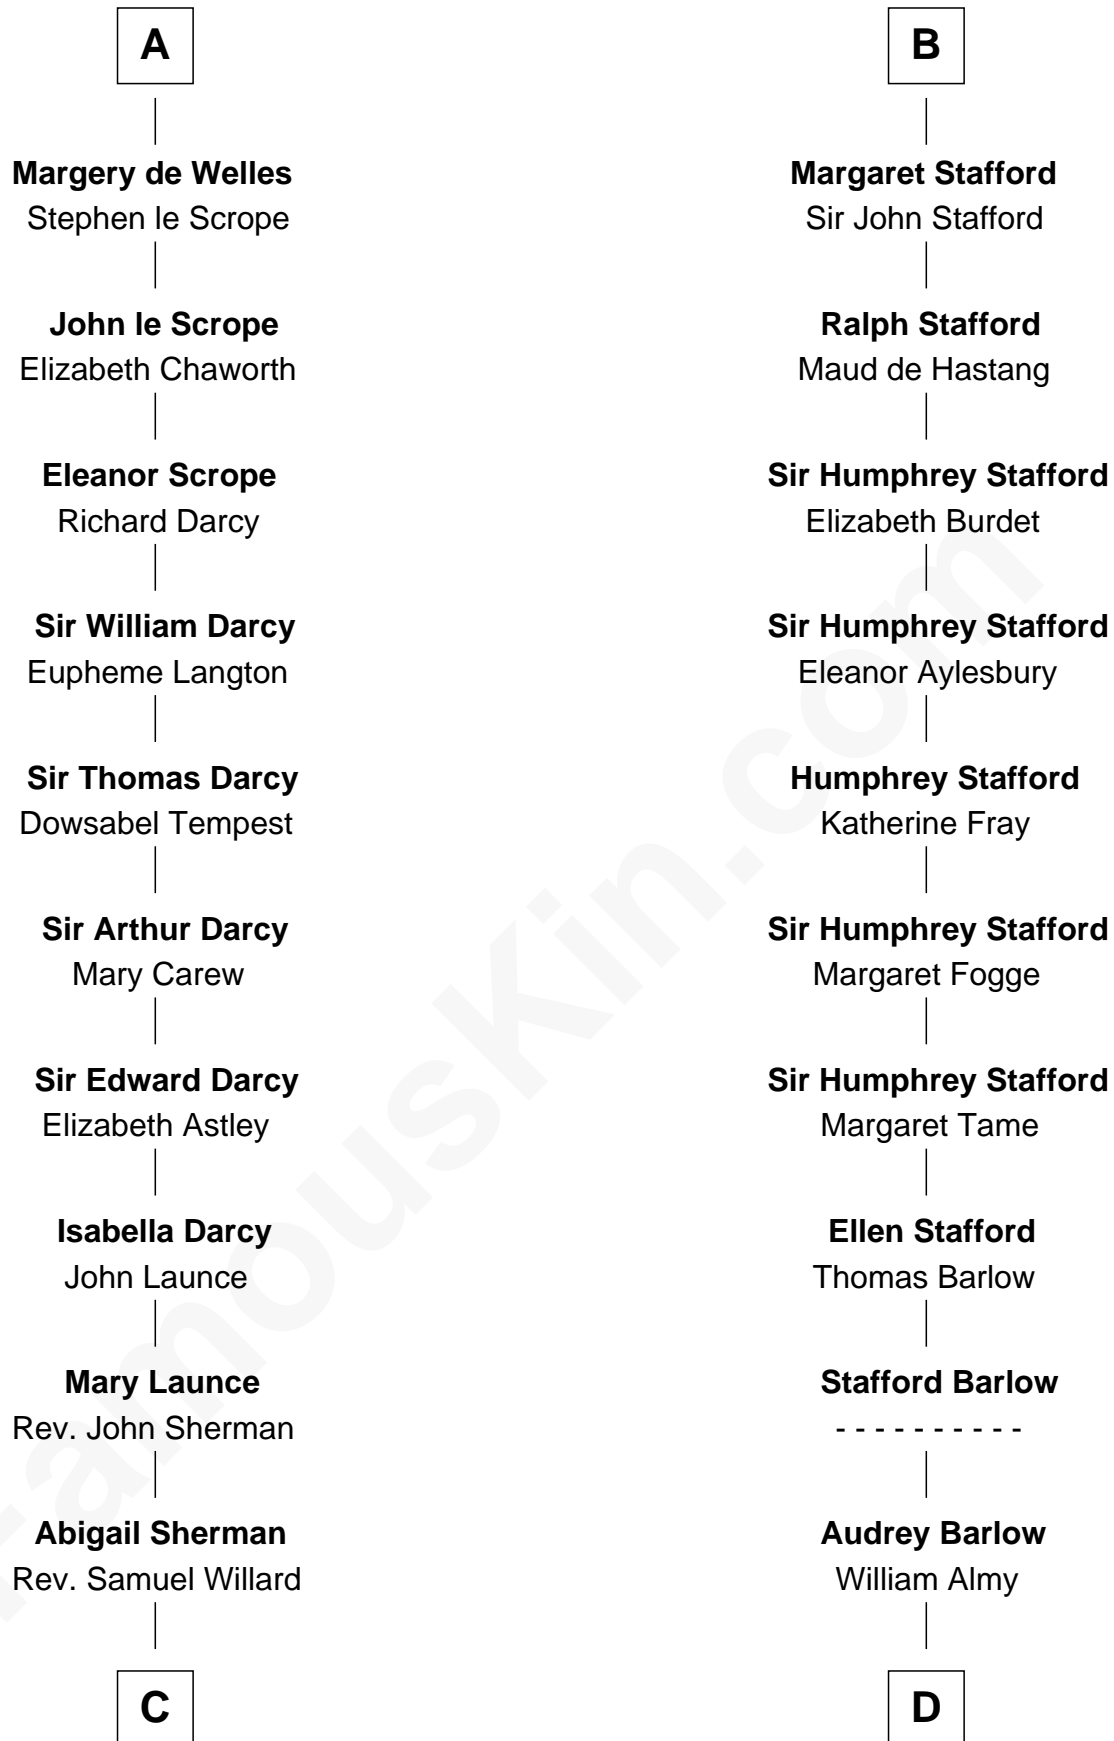 A
Margery de Welles
Stephen le Scrope
John le Scrope
Elizabeth Chaworth
Eleanor Scrope
Richard Darcy
Sir William Darcy
Eupheme Langton
Sir Thomas Darcy
Dowsabel Tempest
Sir Arthur Darcy
Mary Carew
Sir Edward Darcy
Elizabeth Astley
Isabella Darcy
John Launce
Mary Launce
Rev. John Sherman
Abigail Sherman
Rev. Samuel Willard
C
B
Margaret Stafford
Sir John Stafford
Ralph Stafford
Maud de Hastang
Sir Humphrey Stafford
Elizabeth Burdet
Sir Humphrey Stafford
Eleanor Aylesbury
Humphrey Stafford
Katherine Fray
Sir Humphrey Stafford
Margaret Fogge
Sir Humphrey Stafford
Margaret Tame
Ellen Stafford
Thomas Barlow
Stafford Barlow
- - - - - - - - - -
Audrey Barlow
William Almy
D
FamousKin.com